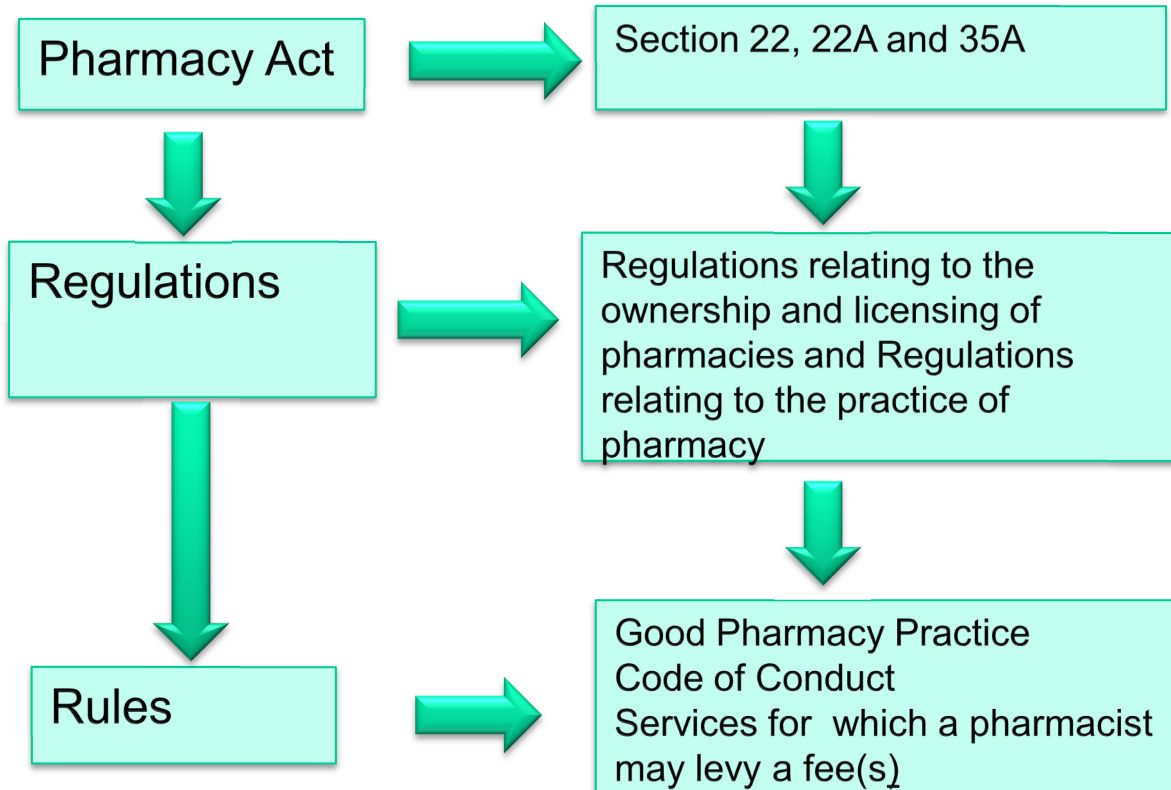 Pharmacy Act
Section 22, 22A and 35A
Regulations
Regulations relating to the
ownership and licensing of
pharmacies and Regulations
relating to the practice of
pharmacy
Rules
Good Pharmacy Practice
Code of Conduct
Services for  which a pharmacist
may levy a fee(s)